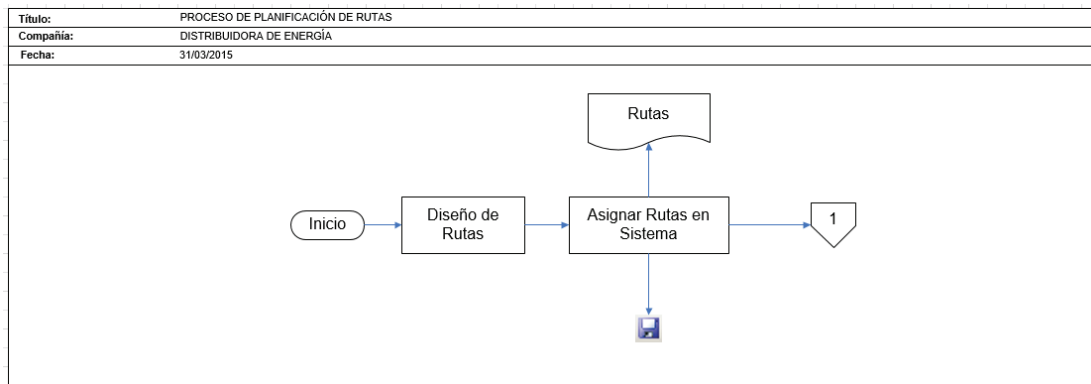 Título: PROCESO DE PLANIFICACIÓN DE RUTAS
Compañía: DISTRIBUIDORA DE ENERGÍA
Fecha: 31/03/2015
Rutas
Inicio
Diseño de
Rutas
Asignar Rutas en
Sistema
1